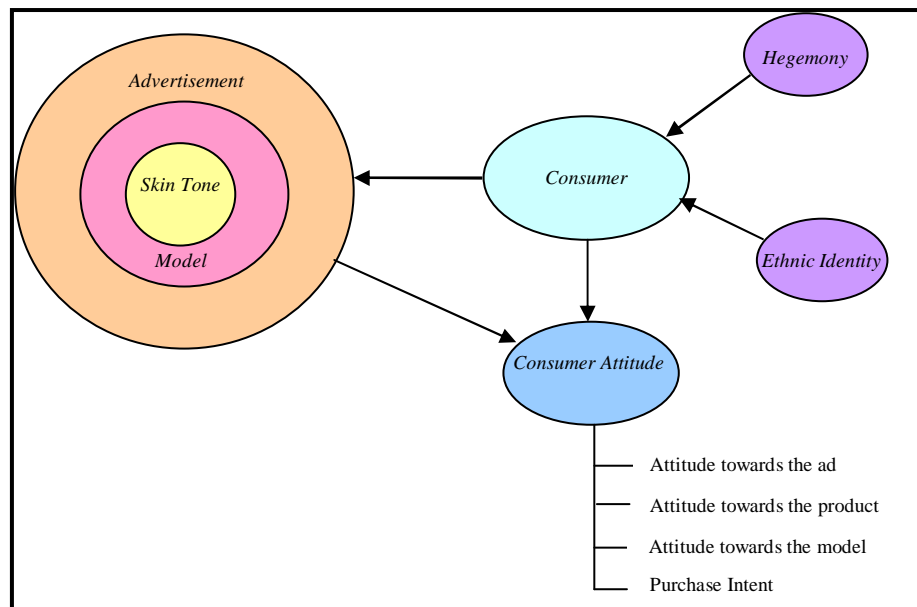 Hegemony
Advertisement
Skin Tone
Consumer
Model
Ethnic Identity
Consumer Attitude
Attitude towards the ad
Attitude towards the product
Attitude towards the model
Purchase Intent